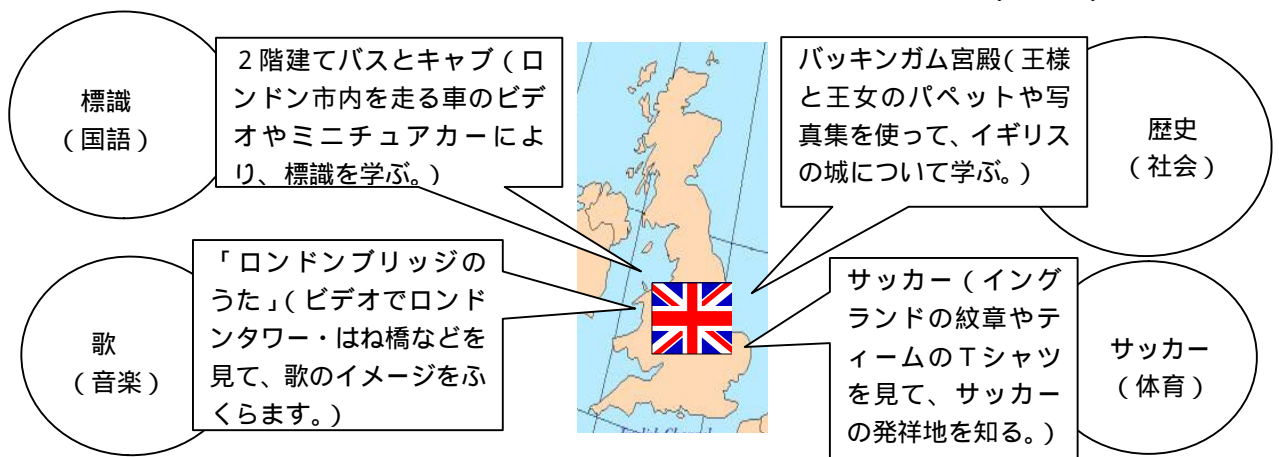 標識
（国語）
２階建てバスとキャブ（ロ
ンドン市内を走る車のビデ
オやミニチュアカーによ
り、標識を学ぶ。）
バッキンガム宮殿（王様
と王女のパペットや写
真集を使って、イギリス
の城について学ぶ。）
歴史
（社会）
歌
（音楽）
「ロンドンブリッジの
うた」（ビデオでロンド
ンタワー・はね橋などを
見て、歌のイメージをふ
くらます。）
サッカー（イング
ランドの紋章やテ
ィームのＴシャツ
を見て、サッカー
の発祥地を知る。）
サッカー
（体育）